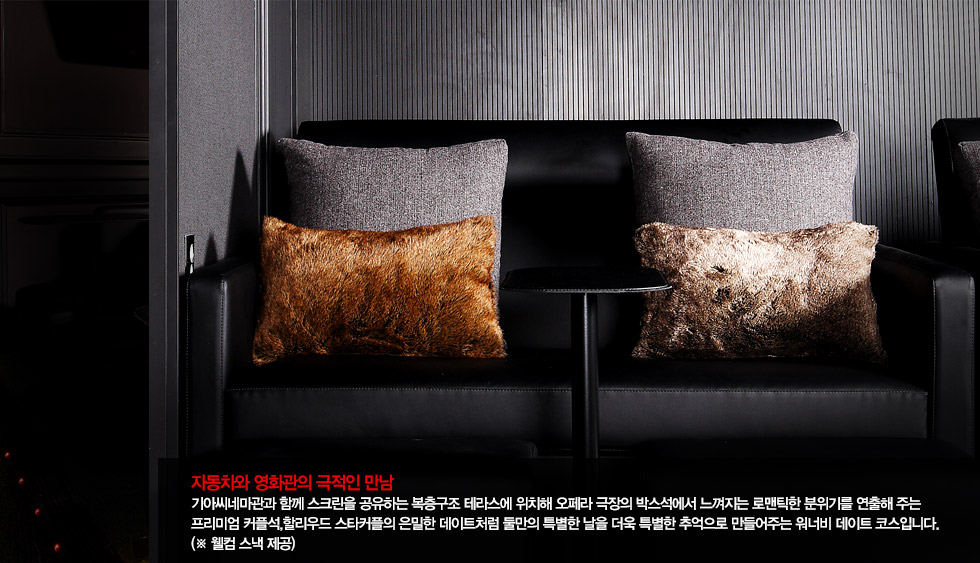 자동차와 영화관의 극적인 만남
기아씨네마관과 함께 스크린을 공유하는 복층구조 테라스에 위치해 오페라 극장의 박스석에서 느껴지는 로맨틱한 분위기를 연출해 주는
프리미엄 커플석,할리우드 스타커플의 은밀한 데이트처럼 둘만의 특별한 날을 더욱 특별한 추억으로 만들어주는 워너비 데이트 코스입니다.
(※ 웰컴 스낵 제공)